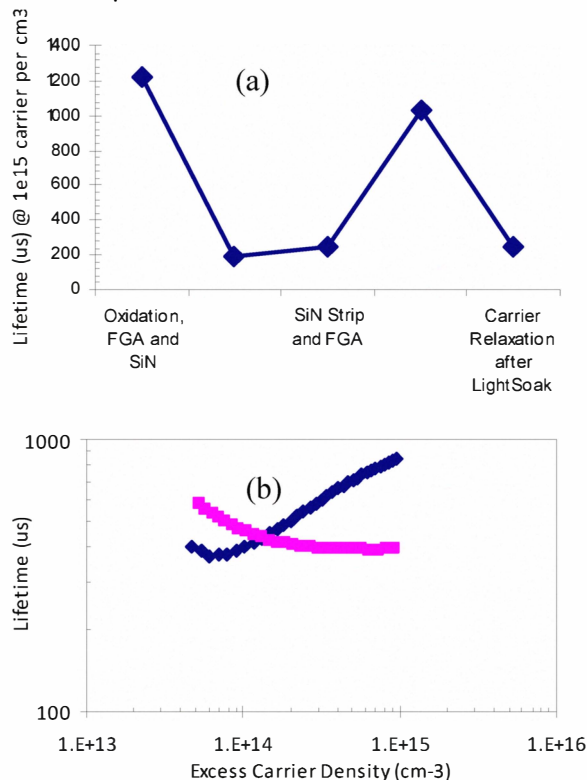 Lifetime (us) @ 1e15 carrier per cm3
1400
1200
1000
800
600
400
200
0
(a)
Oxidation,
FGA and
SiN
SiN Strip
and FGA
Carrier
Relaxation
after
LightSoak
Lifetime (us)
1000
100
(b)
1.E+13
1.E+14
1.E+15
1.E+16
Excess Carrier Density (cm-3)